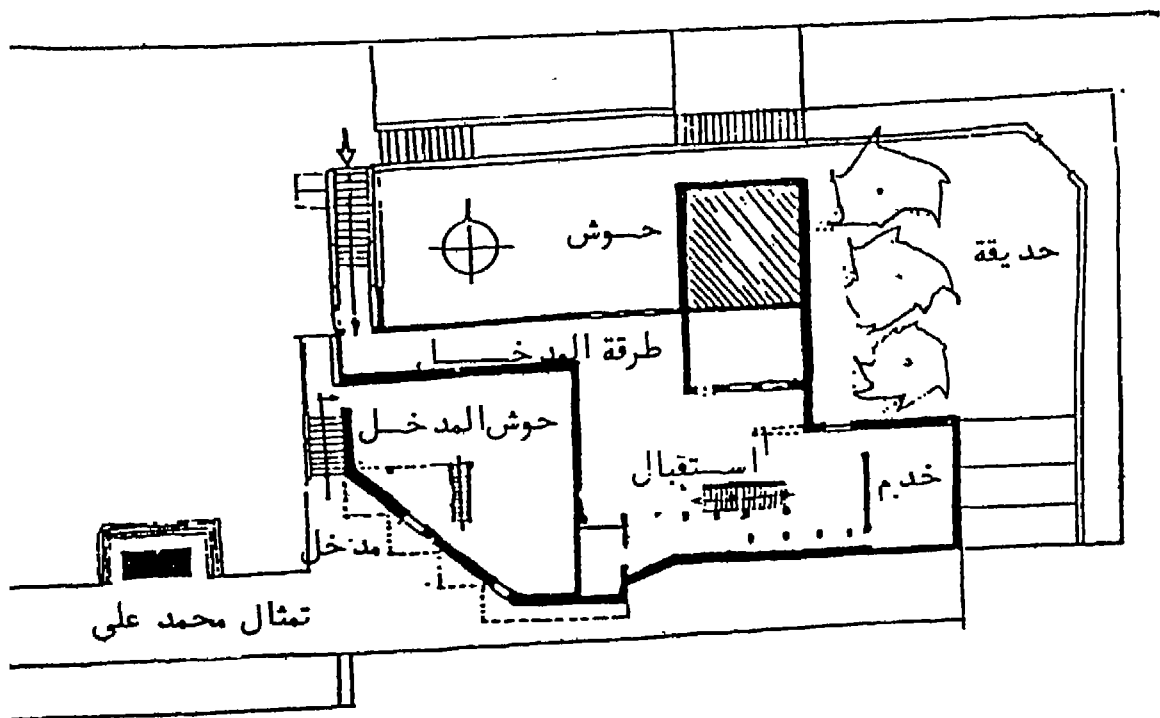 حوش
حديقة
طرقة المدخل
حوش المدخل
استقبال
خدم
مدخل
تمثال محمد علي